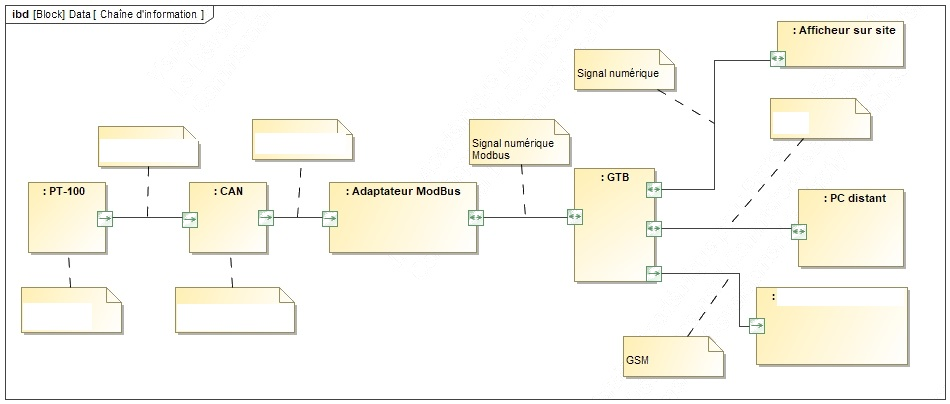 ibd [Block] Data [ Chaîne d'information ]
: Afficheur sur site
Signal numérique
Signal numérique
Modbus
: PT-100
: CAN
: Adaptateur ModBus
: GTB
: PC distant
:
GSM